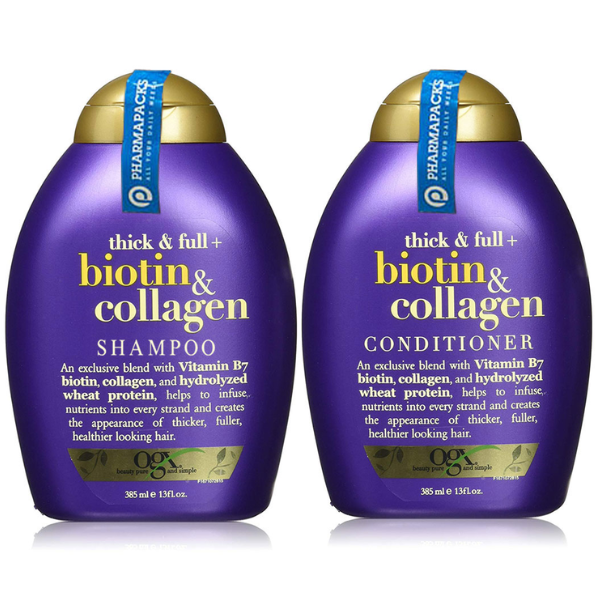 PHARMAPACKS
ALL YOUR DAILY NEEDS
thick & full +
biotin &
collagen
SHAMPOO
An exclusive blend with Vitamin B7
biotin, collagen, and hydrolyzed
wheat protein, helps to infuse,
nutrients into every strand and creates
the appearance of thicker, fuller,
healthier looking hair.
ogx
beauty pure and simple
385 ml e 13fl.oz.
PHARMAPACKS
ALL YOUR DAILY NEEDS
thick & full +
biotin &
collagen
CONDITIONER
An exclusive blend with Vitamin B7
biotin, collagen, and hydrolyzed
wheat protein, helps to infuse,
nutrients into every strand and creates
the appearance of thicker, fuller,
healthier looking hair.
ogx
beauty pure and simple
385 ml e 13fl.oz.